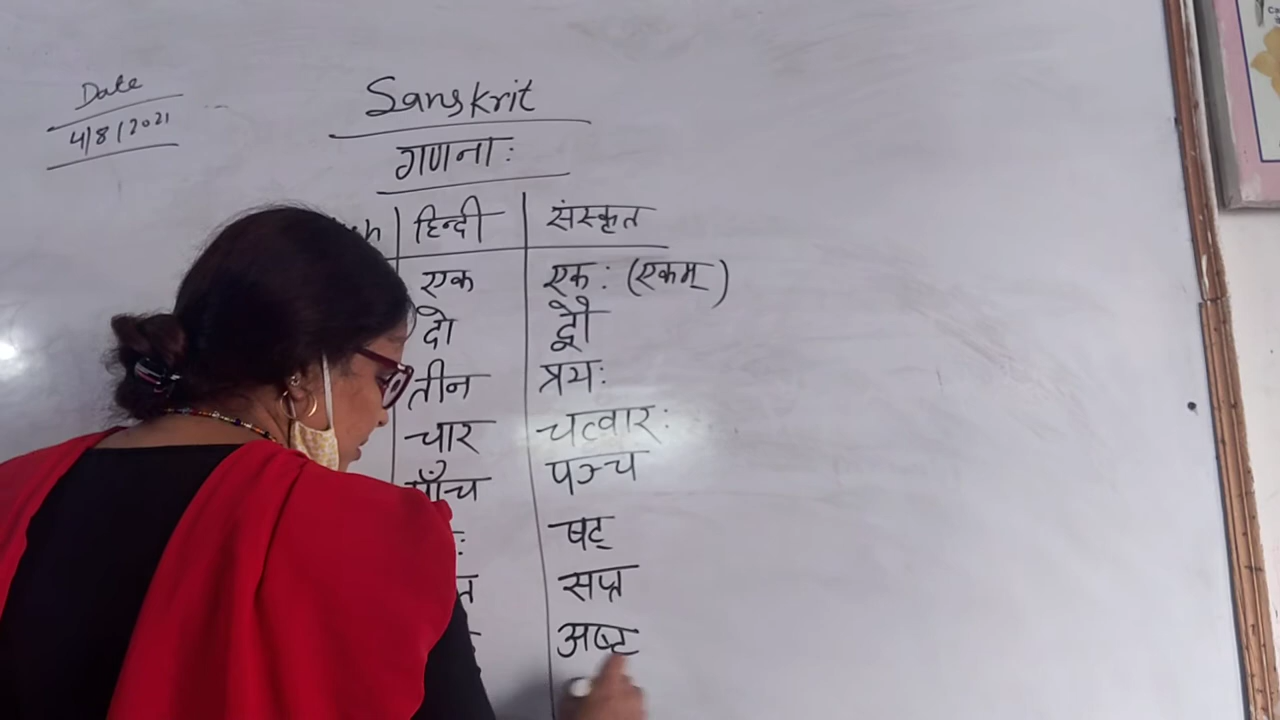 Date
4/8/2021
Sanskrit
गणना:
हिन्दी संस्कृत
एक एक: (एकम्)
दो द्वौ
तीन त्रय:
चार चत्वार:
पाँच पञ्च
षट्
सप्त
अष्ट